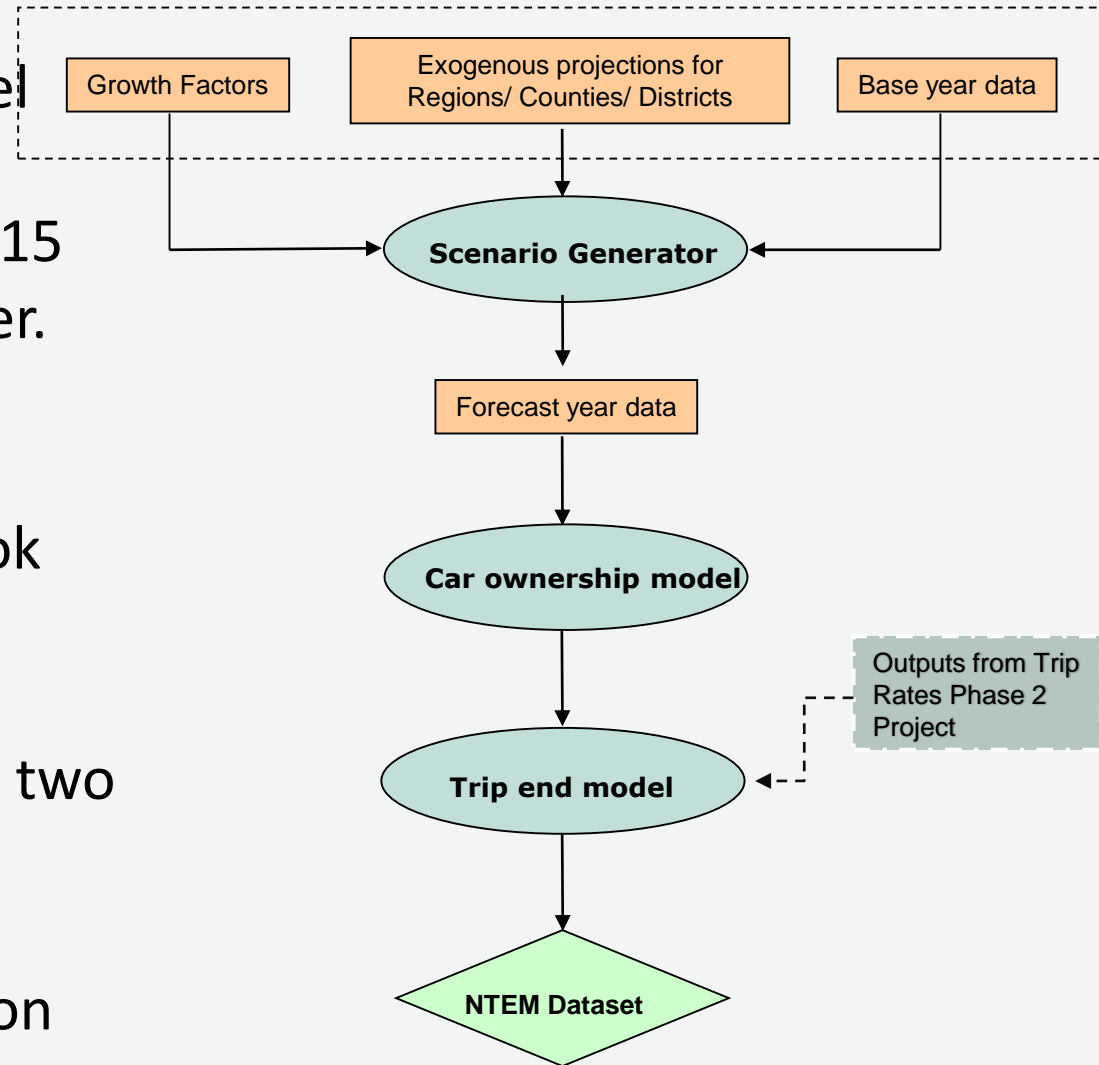 el
15
er.
ok
two
on
Growth Factors
Exogenous projections for
Regions/ Counties/ Districts
Base year data
Scenario Generator
Forecast year data
Car ownership model
Outputs from Trip
Rates Phase 2
Project
Trip end model
NTEM Dataset